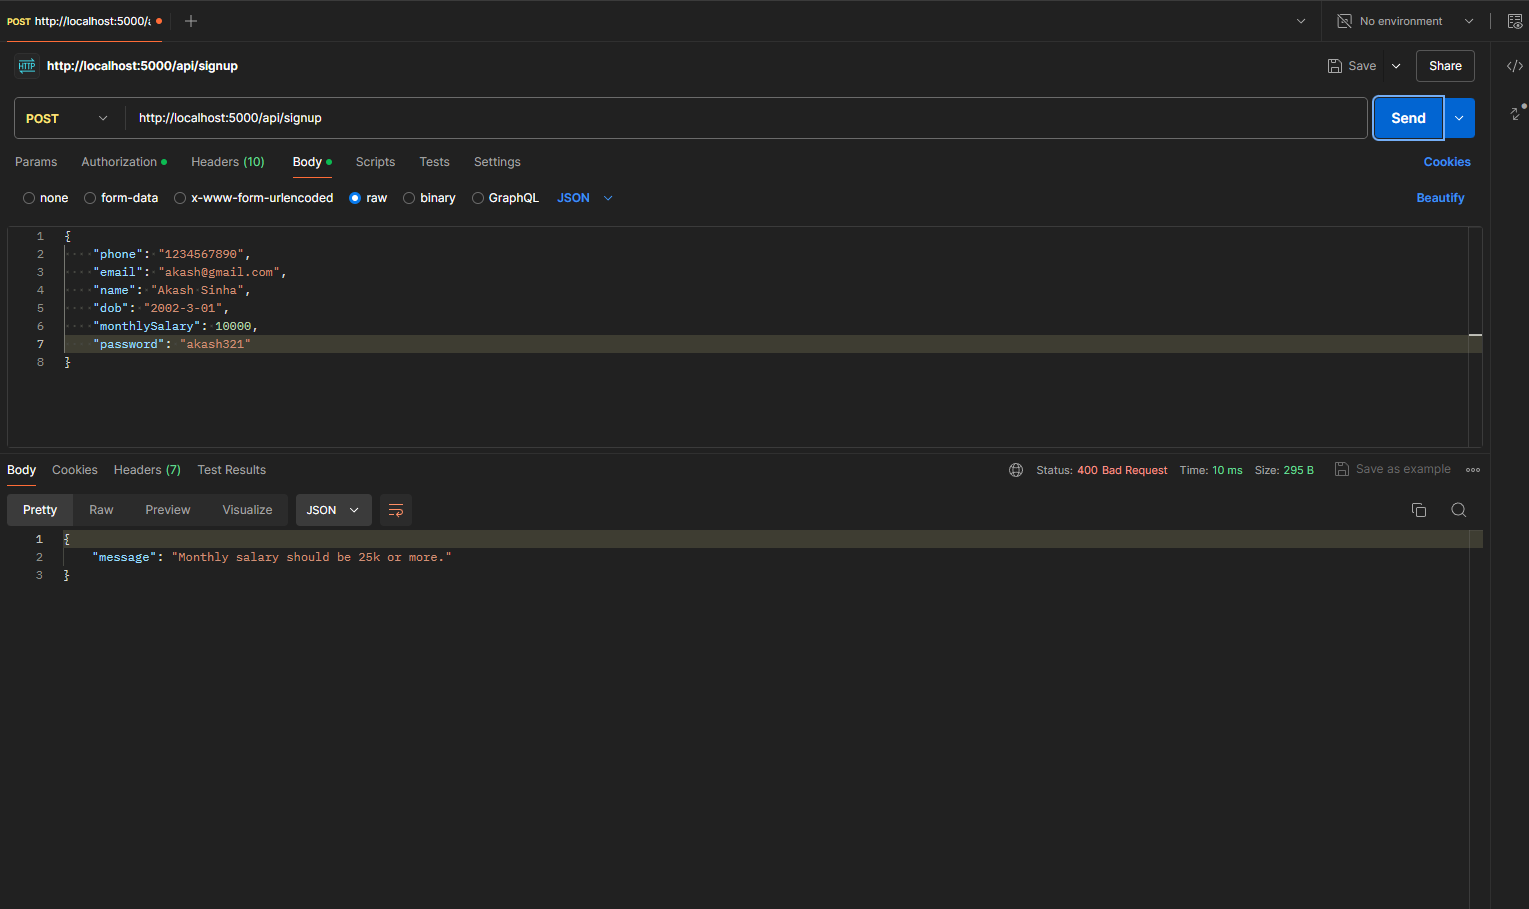 POST http://localhost:5000/a
No environment
HTTP http://localhost:5000/api/signup
Save
Share
POST http://localhost:5000/api/signup
Send
Params Authorization Headers (10) Body Scripts Tests Settings Cookies
none form-data x-www-form-urlencoded raw binary GraphQL JSON Beautify
1 {
2 "phone": "1234567890",
3 "email": "akash@gmail.com",
4 "name": "Akash Sinha",
5 "dob": "2002-3-01",
6 "monthlySalary": 10000,
7 "password": "akash321"
8 }
Body Cookies Headers (7) Test Results Status: 400 Bad Request Time: 10 ms Size: 295 B Save as example
Pretty Raw Preview Visualize JSON
1 {
2 "message": "Monthly salary should be 25k or more."
3 }